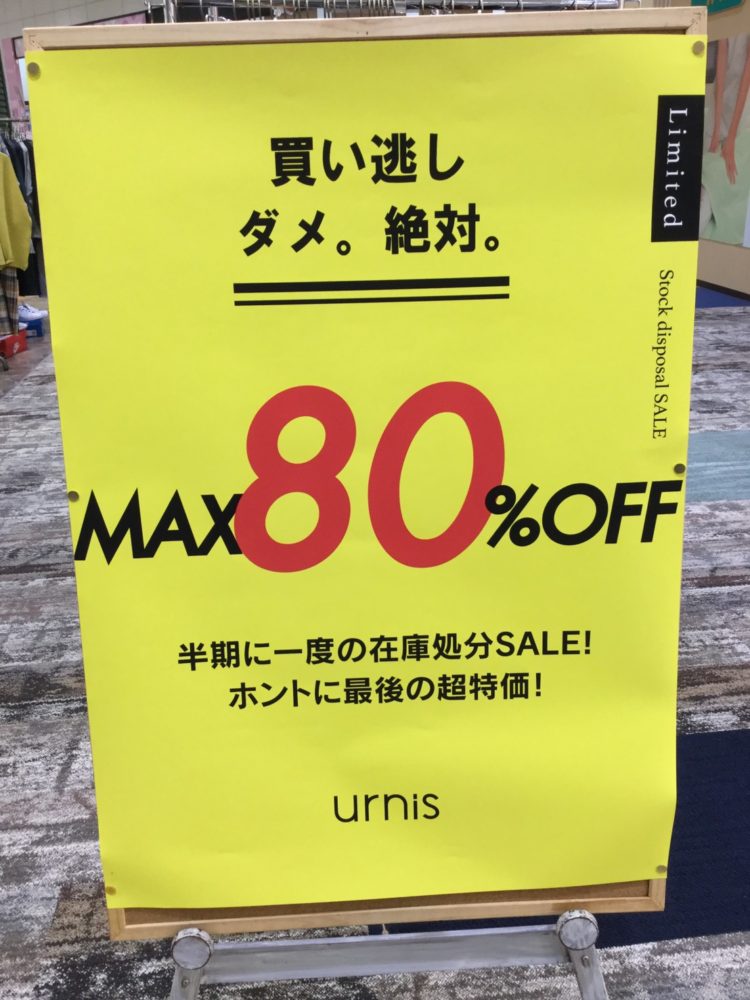 買い逃し
ダメ。絶対。
Limited
Stock disposal SALE
MAX80%OFF
半期に一度の在庫処分SALE!
ホントに最後の超特価!
urnis